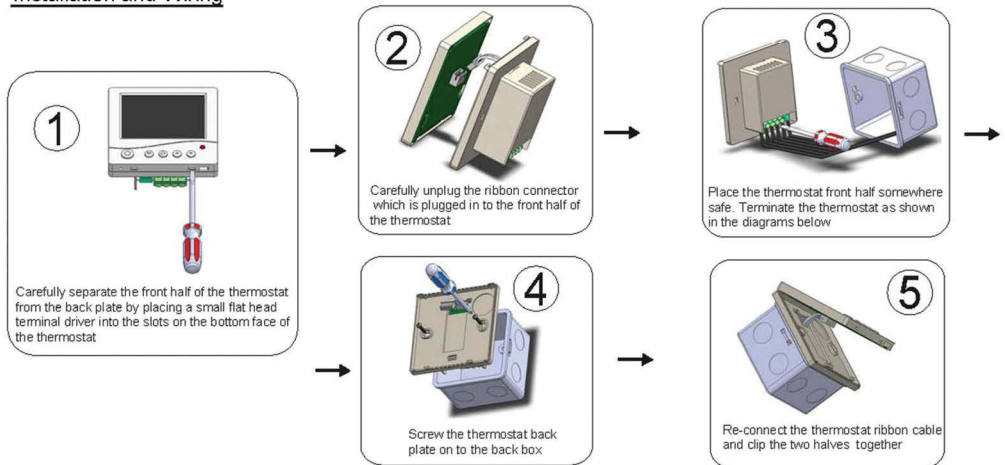 Installation and Wiring
1
Carefully separate the front half of the thermostat
from the back plate by placing a small flat head
terminal driver into the slots on the bottom face of
the thermostat
2
Carefully unplug the ribbon connector
which is plugged in to the front half of
the thermostat
3
Place the thermostat front half somewhere
safe. Terminate the thermostat as shown
in the diagrams below
4
Screw the thermostat back
plate on to the back box
5
Re-connect the thermostat ribbon cable
and clip the two halves together